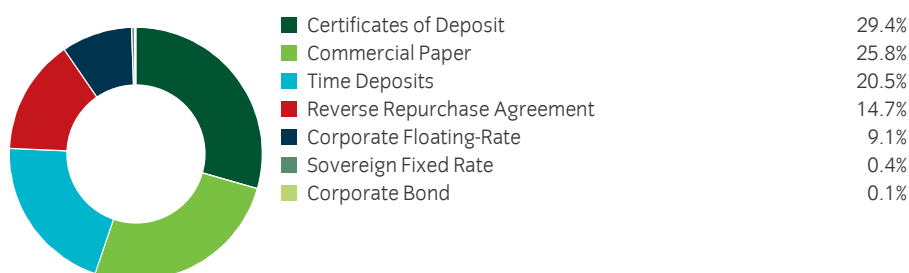 Certificates of Deposit 29.4%
Commercial Paper 25.8%
Time Deposits 20.5%
Reverse Repurchase Agreement 14.7%
Corporate Floating-Rate 9.1%
Sovereign Fixed Rate 0.4%
Corporate Bond 0.1%